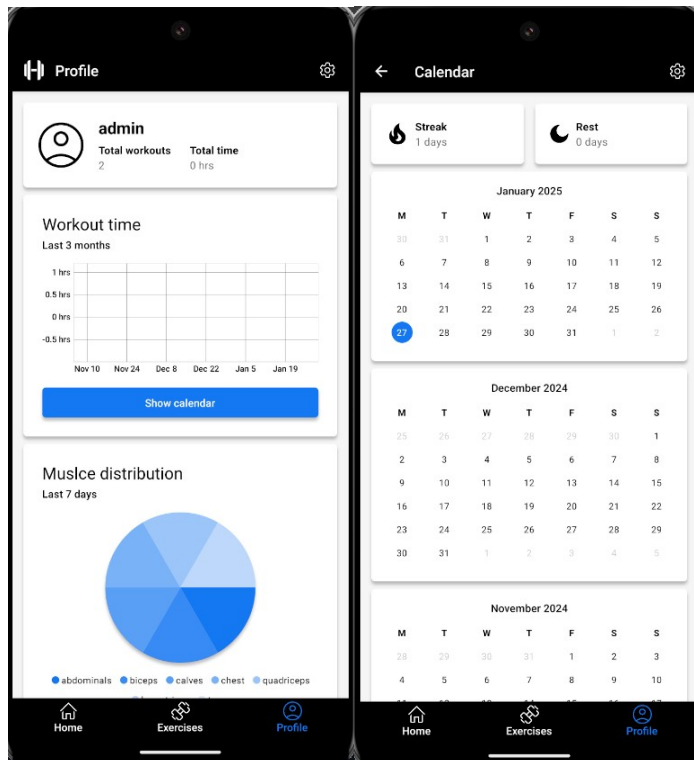 Profile
admin
Total workouts Total time
2 0 hrs
Workout time
Last 3 months
1 hrs
0.5 hrs
0 hrs
-0.5 hrs
Nov 10 Nov 24 Dec 8 Dec 22 Jan 5 Jan 19
Show calendar
Muslce distribution
Last 7 days
abdominals biceps calves chest quadriceps
Home Exercises Profile
Calendar
Streak
1 days
Rest
0 days
January 2025
M T W T F S S
30 31 1 2 3 4 5
6 7 8 9 10 11 12
13 14 15 16 17 18 19
20 21 22 23 24 25 26
27 28 29 30 31 1 2
December 2024
M T W T F S S
25 26 27 28 29 30 1
2 3 4 5 6 7 8
9 10 11 12 13 14 15
16 17 18 19 20 21 22
23 24 25 26 27 28 29
30 31 1 2 3 4 5
November 2024
M T W T F S S
28 29 30 31 1 2 3
4 5 6 7 8 9 10
Home Exercises Profile